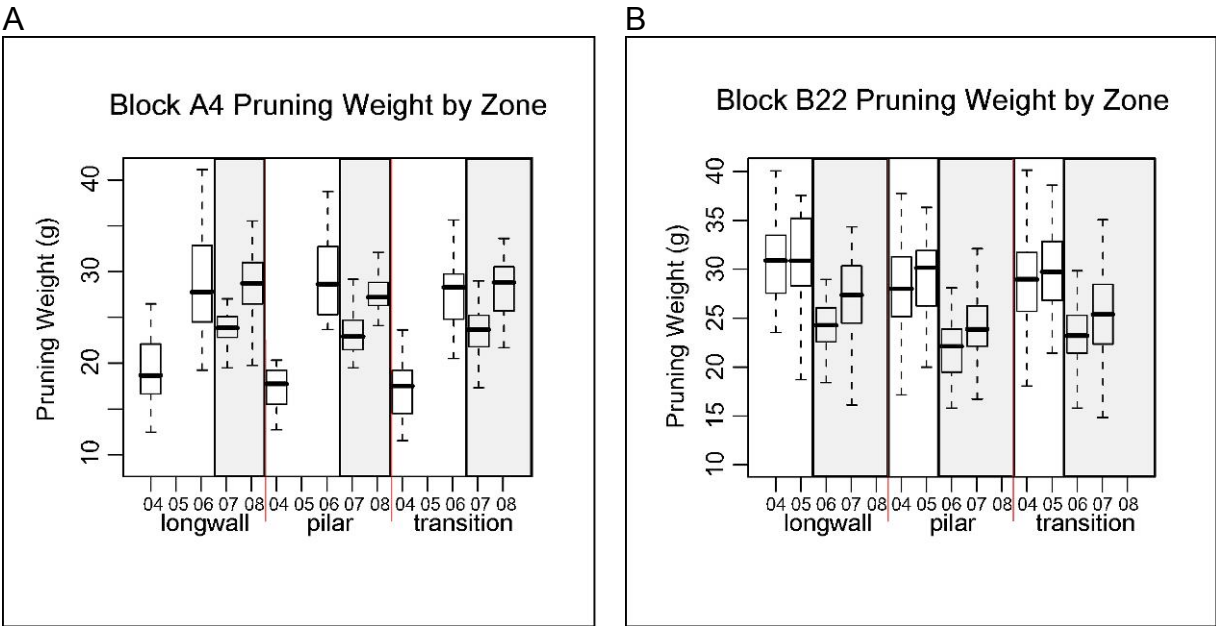 A
Block A4 Pruning Weight by Zone
Pruning Weight (g)
40
30
20
10
04 05 06 07 08 04 05 06 07 08 04 05 06 07 08
longwall pilar transition
B
Block B22 Pruning Weight by Zone
Pruning Weight (g)
40
35
30
25
20
15
10
04 05 06 07 08 04 05 06 07 08 04 05 06 07 08
longwall pilar transition